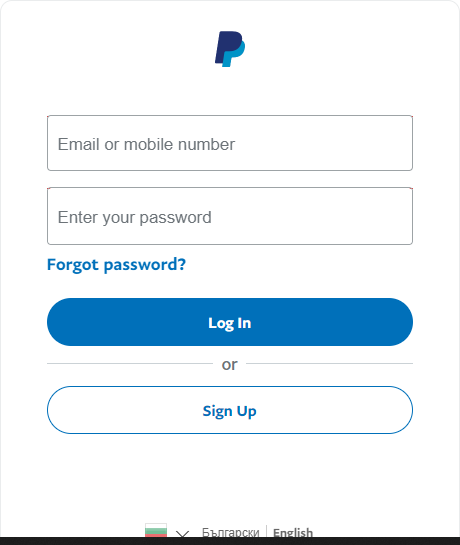 Email or mobile number
Enter your password
Forgot password?
Log In
or
Sign Up
Български | English